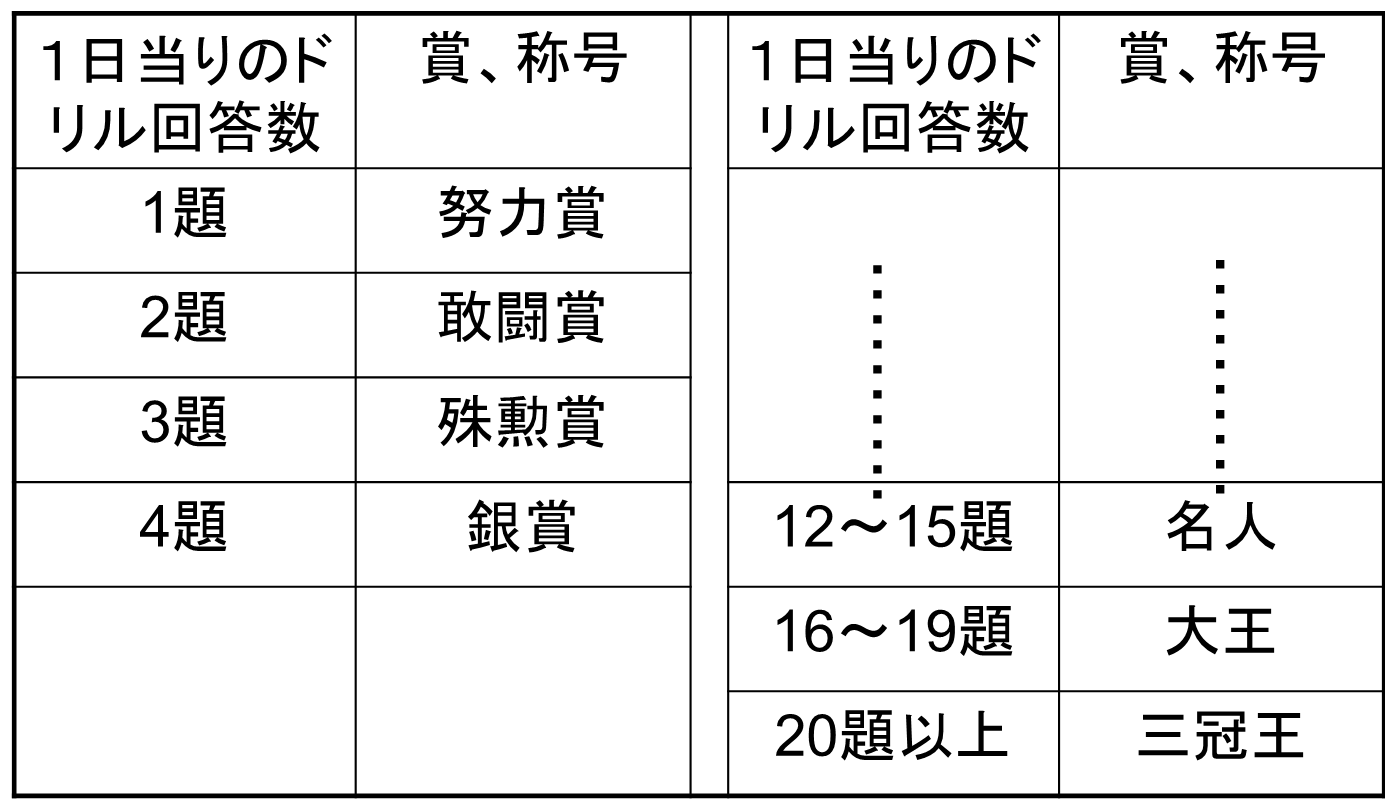 １日当りのド
リル回答数
賞、称号
１日当りのド
リル回答数
賞、称号
1題
努力賞
2題
敢闘賞
3題
殊勲賞
4題
銀賞
12～15題
名人
16～19題
大王
20題以上
三冠王